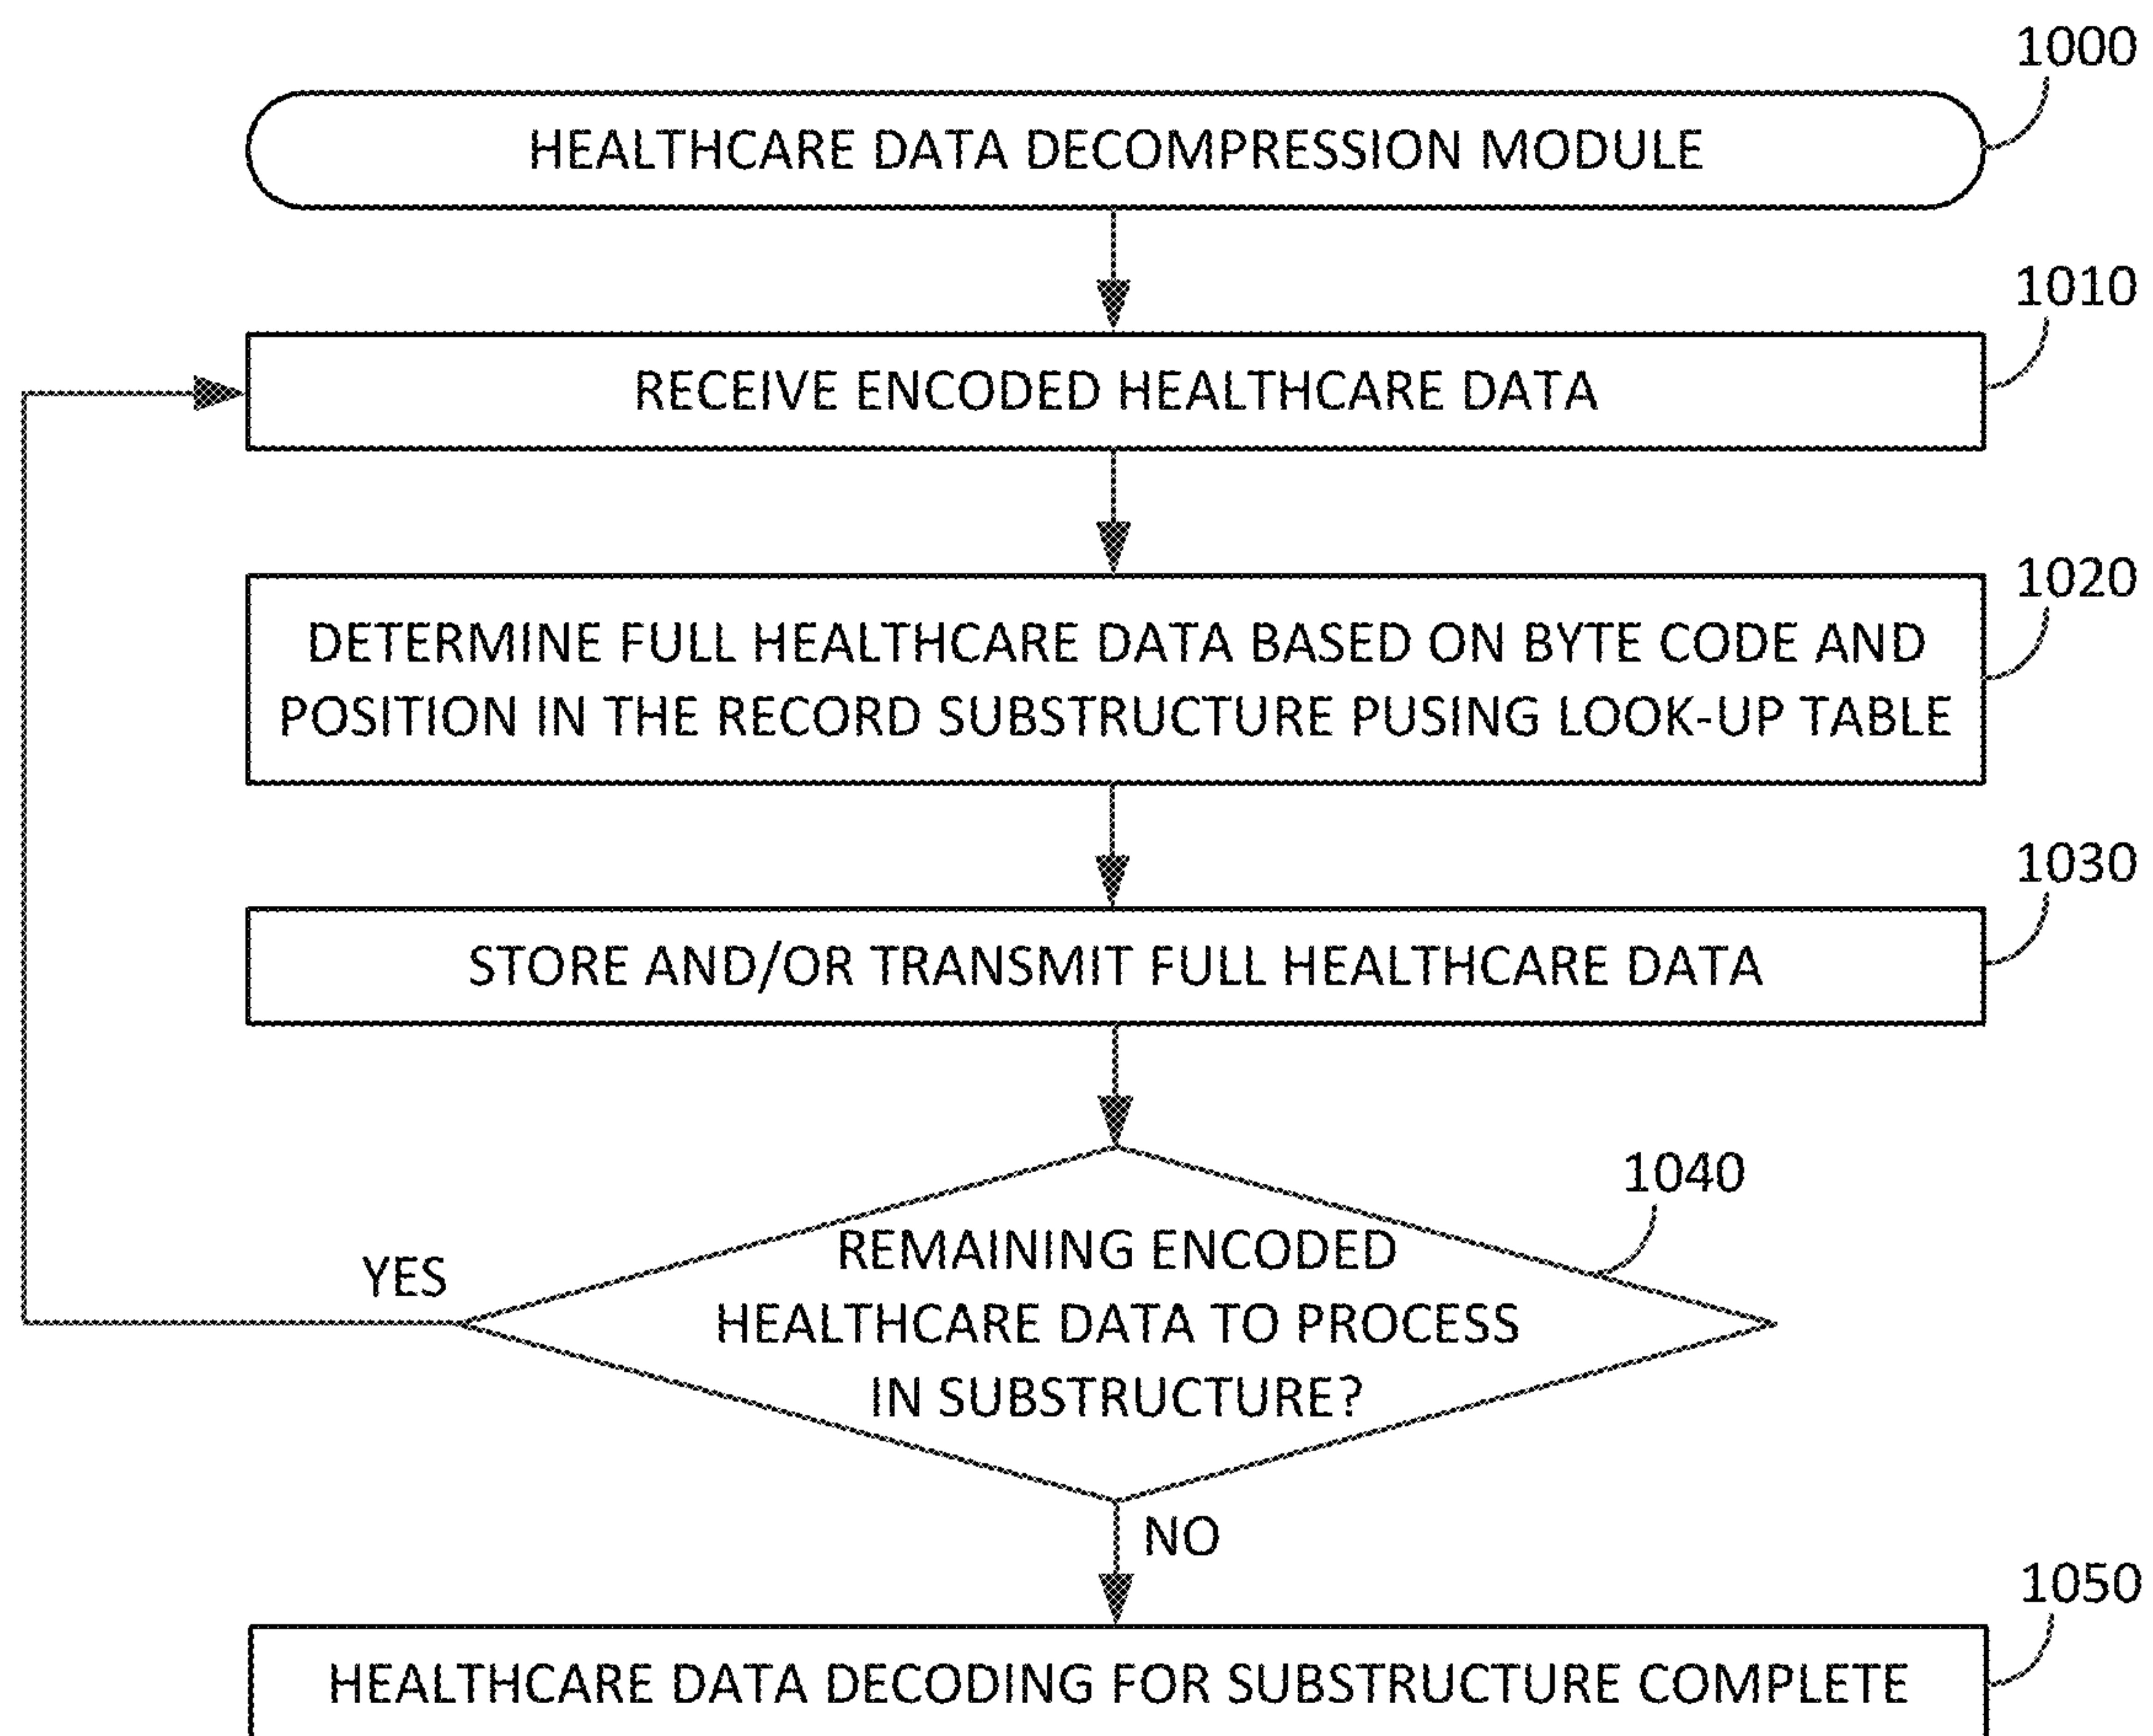 1000
HEALTHCARE DATA DECOMPRESSION MODULE
1010
RECEIVE ENCODED HEALTHCARE DATA
1020
DETERMINE FULL HEALTHCARE DATA BASED ON BYTE CODE AND
POSITION IN THE RECORD SUBSTRUCTURE PUSING LOOK-UP TABLE
1030
STORE AND/OR TRANSMIT FULL HEALTHCARE DATA
1040
REMAINING ENCODED
YES
HEALTHCARE DATA TO PROCESS
IN SUBSTRUCTURE?
NO
1050
HEALTHCARE DATA DECODING FOR SUBSTRUCTURE COMPLETE